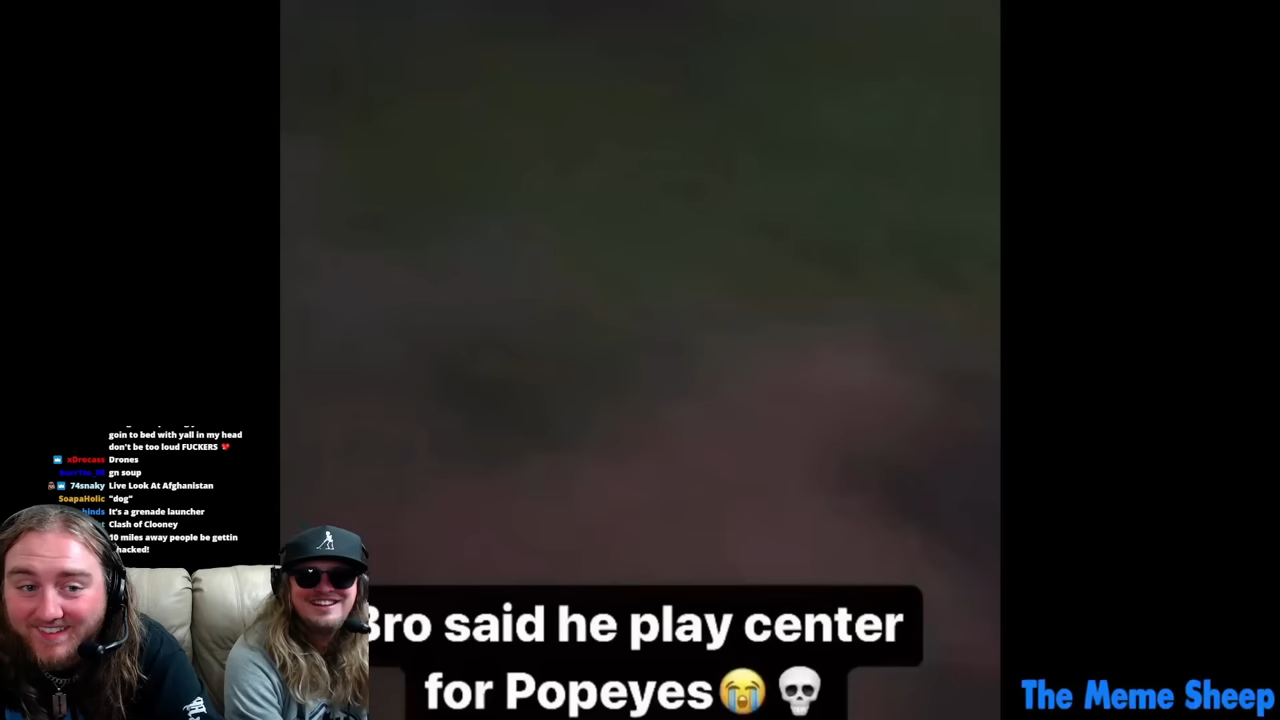 goin to bed with yall in my head
don't be too loud FUCKERS
xDrocass Drones
gn soup
74snaky Live Look At Afghanistan
SoapaHolic "dog"
It's a grenade launcher
Clash of Clooney
10 miles away people be gettin
hacked!
Bro said he play center
for Popeyes😭💀
The Meme Sheep